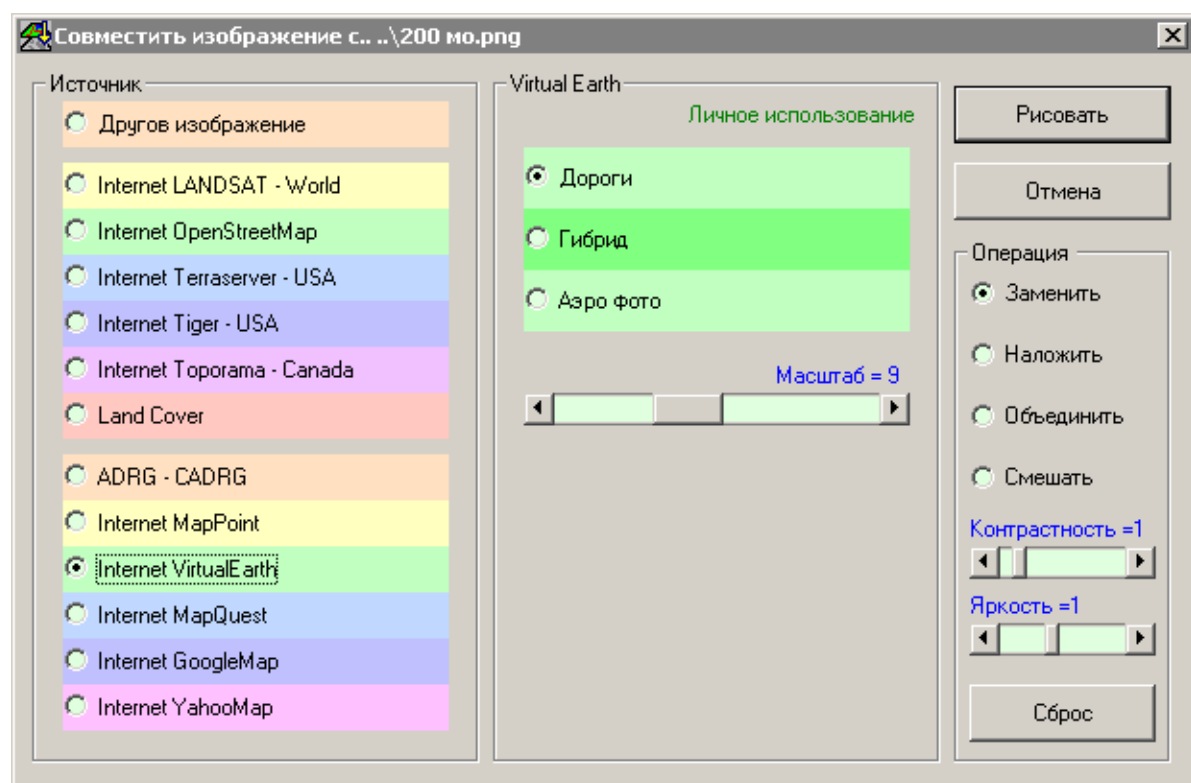 Совместить изображение с.. ..\200 мо.png
Источник
Другов изображение
Internet LANDSAT - World
Internet OpenStreetMap
Internet Terraserver - USA
Internet Tiger - USA
Internet Toporama - Canada
Land Cover
ADRG - CADRG
Internet MapPoint
Internet VirtualEarth
Internet MapQuest
Internet GoogleMap
Internet YahooMap
Virtual Earth
Личное использование
Дороги
Гибрид
Аэро фото
Масштаб = 9
Рисовать
Отмена
Операция
Заменить
Наложить
Объединить
Смешать
Контрастность =1
Яркость =1
Сброс